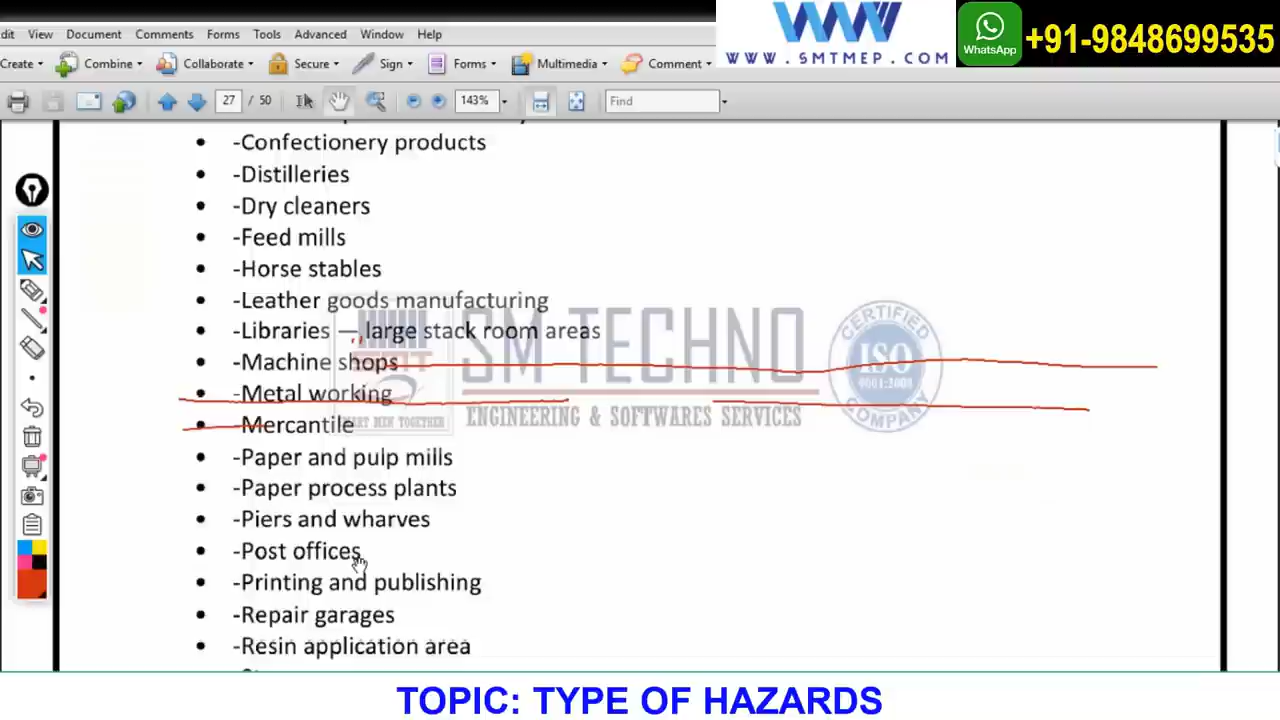 WWW.SMTMEP.COM
WhatsApp
+91-9848699535
dit View Document Comments Forms Tools Advanced Window Help
Create Combine Collaborate Secure Sign Forms Multimedia Comment
27 / 50 143% Find
-Confectionery products
-Distilleries
-Dry cleaners
-Feed mills
-Horse stables
-Leather goods manufacturing
-Libraries — large stack room areas
-Machine shops
-Metal working
-Mercantile
-Paper and pulp mills
-Paper process plants
-Piers and wharves
-Post offices
-Printing and publishing
-Repair garages
-Resin application area
SM TECHNO
ENGINEERING & SOFTWARES SERVICES
CERTIFIED
ISO
9001:2008
COMPANY
TOPIC: TYPE OF HAZARDS